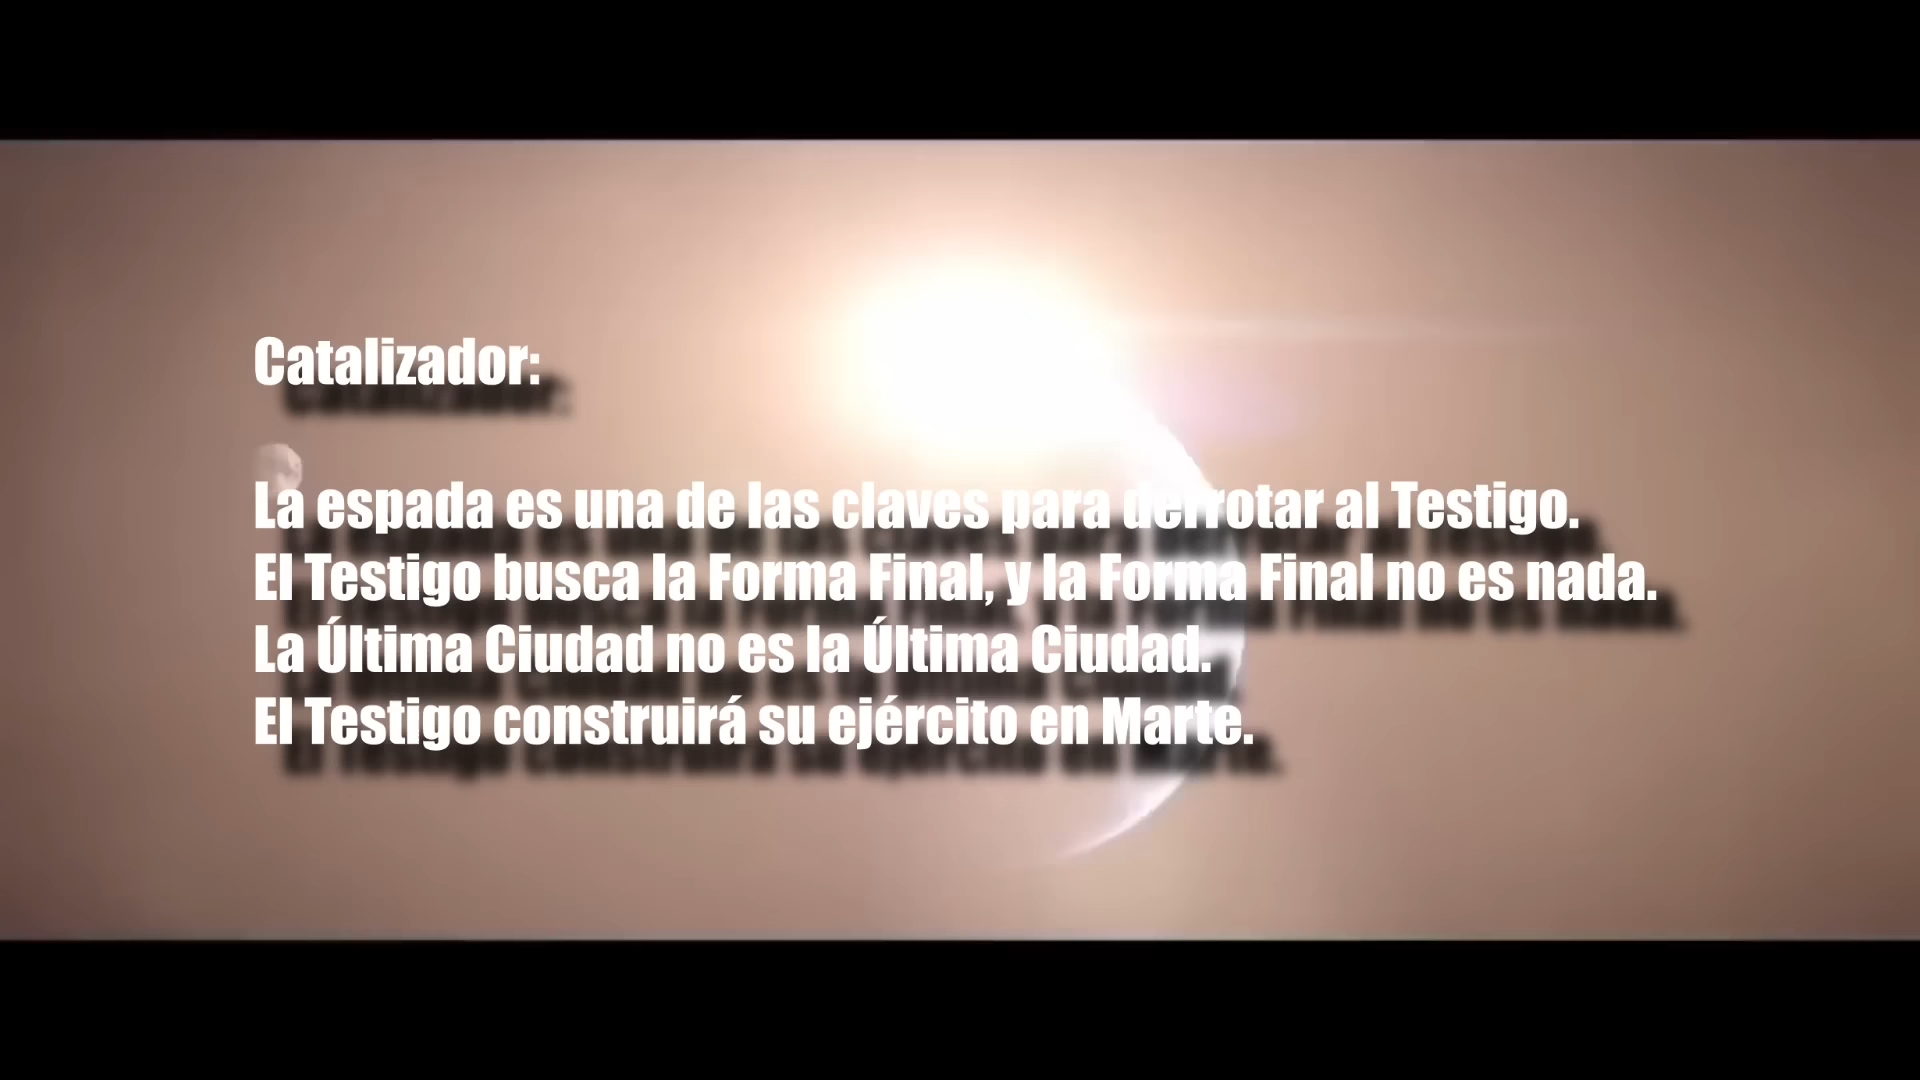 Catalizador:
La espada es una de las claves para derrotar al Testigo.
El Testigo busca la Forma Final, y la Forma Final no es nada.
La Última Ciudad no es la Última Ciudad.
El Testigo construirá su ejército en Marte.